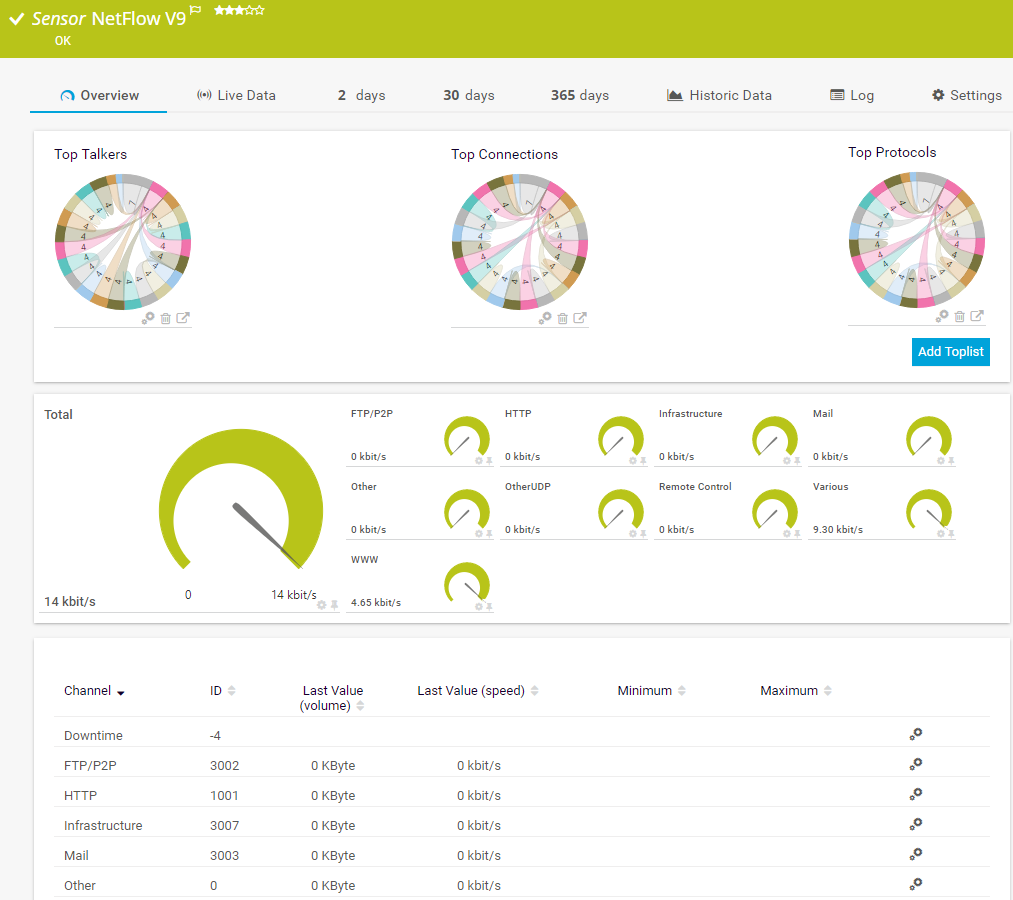 Sensor NetFlow V9
OK
Overview
Live Data
2 days
30 days
365 days
Historic Data
Log
Settings
Top Talkers
Top Connections
Top Protocols
Add Toplist
Total
0
14 kbit/s
14 kbit/s
FTP/P2P
0 kbit/s
HTTP
0 kbit/s
Infrastructure
0 kbit/s
Mail
0 kbit/s
Other
0 kbit/s
OtherUDP
0 kbit/s
Remote Control
0 kbit/s
Various
9.30 kbit/s
WWW
4.65 kbit/s
Channel ID Last Value (volume) Last Value (speed) Minimum Maximum
Downtime -4
FTP/P2P 3002 0 KByte 0 kbit/s
HTTP 1001 0 KByte 0 kbit/s
Infrastructure 3007 0 KByte 0 kbit/s
Mail 3003 0 KByte 0 kbit/s
Other 0 0 KByte 0 kbit/s